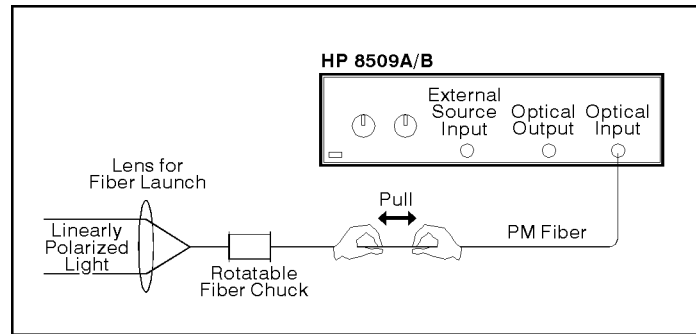 HP 8509A/B
External
Source
Input
Optical
Output
Optical
Input
Lens for
Fiber Launch
Pull
Linearly
Polarized
Light
PM Fiber
Rotatable
Fiber Chuck